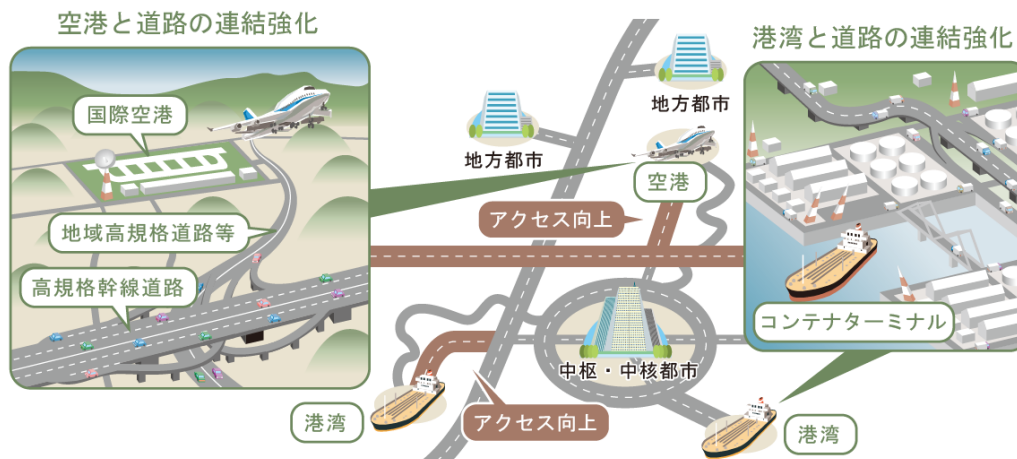 空港と道路の連結強化
国際空港
地域高規格道路等
高規格幹線道路
地方都市
地方都市
空港
アクセス向上
中枢・中核都市
港湾
アクセス向上
港湾
港湾と道路の連結強化
コンテナターミナル